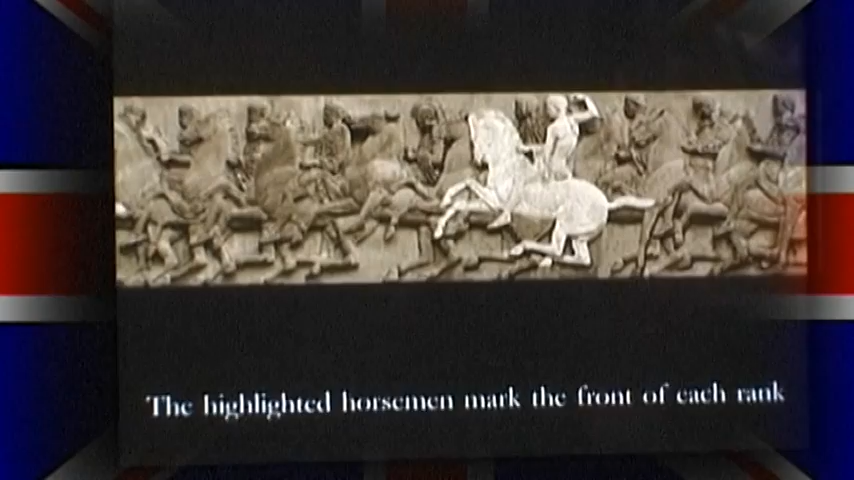 The highlighted horsemen mark the front of each rank